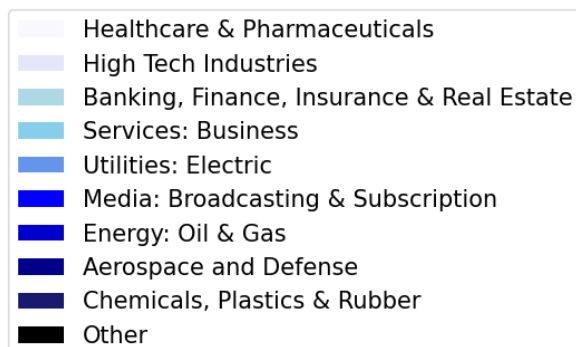 Healthcare & Pharmaceuticals
High Tech Industries
Banking, Finance, Insurance & Real Estate
Services: Business
Utilities: Electric
Media: Broadcasting & Subscription
Energy: Oil & Gas
Aerospace and Defense
Chemicals, Plastics & Rubber
Other